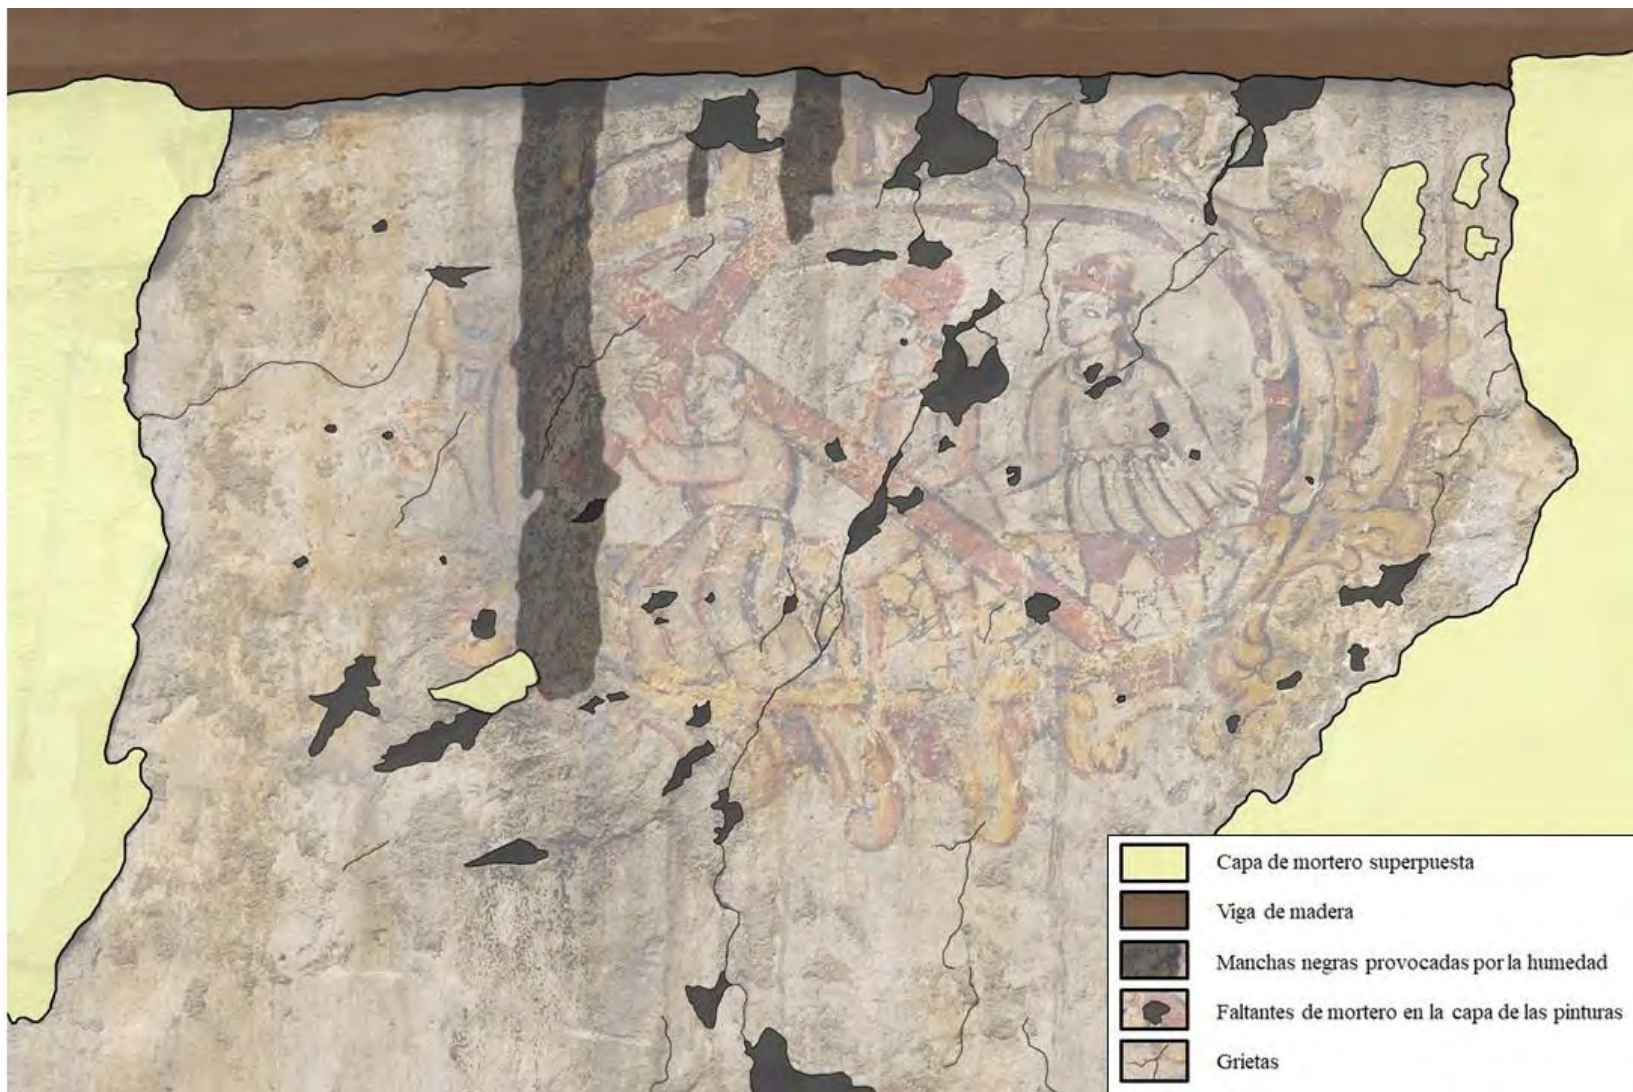 Capa de mortero superpuesta
Viga de madera
Manchas negras provocadas por la humedad
Faltantes de mortero en la capa de las pinturas
Grietas